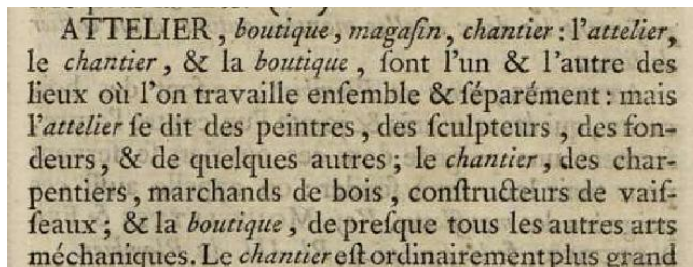 ATTELIER, boutique, magaſin, chantier : l'attelier,
le chantier, & la boutique, ſont l'un & l'autre des
lieux où l'on travaille enſemble & ſéparément : mais
l'attelier ſe dit des peintres, des ſculpteurs, des fon-
deurs, & de quelques autres ; le chantier, des char-
pentiers, marchands de bois, conſtructeurs de vaiſ-
ſeaux ; & la boutique, de preſque tous les autres arts
méchaniques. Le chantier eſt ordinairement plus grand